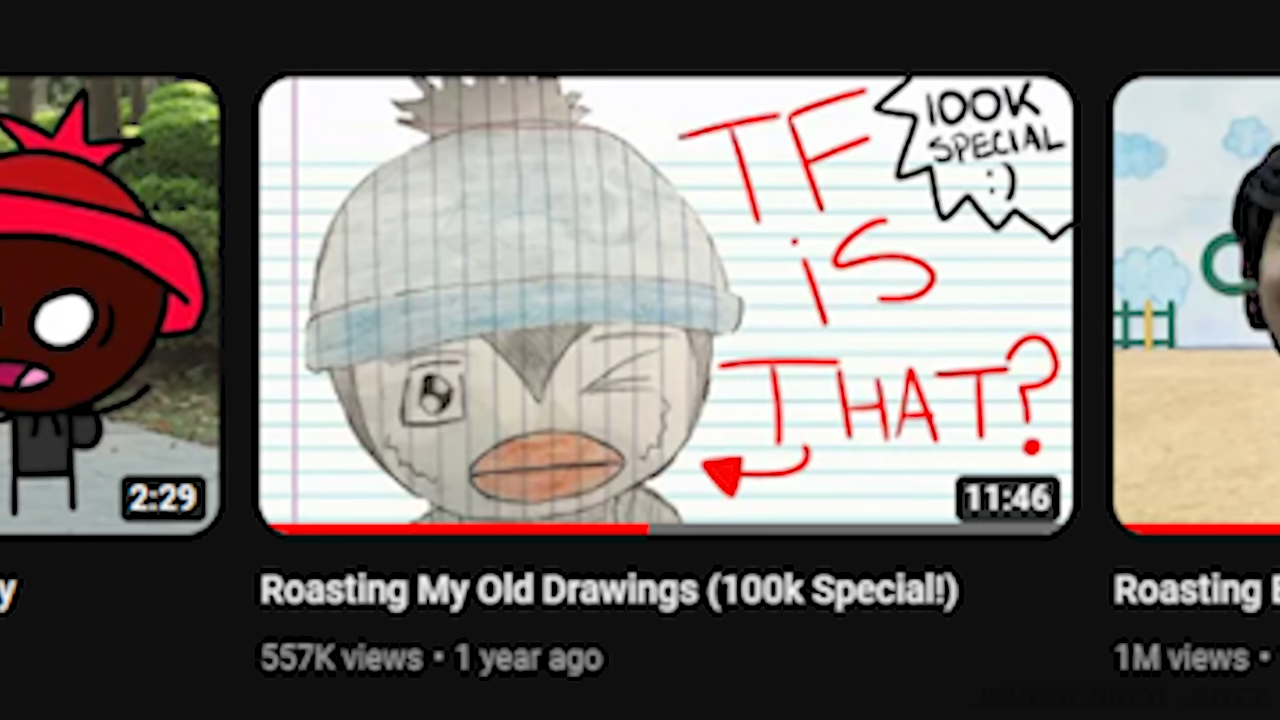 TF
iS
THAT?
100K
SPECIAL
:)
2:29
11:46
y
Roasting My Old Drawings (100k Special!)
Roasting
557K views • 1 year ago
1M views •